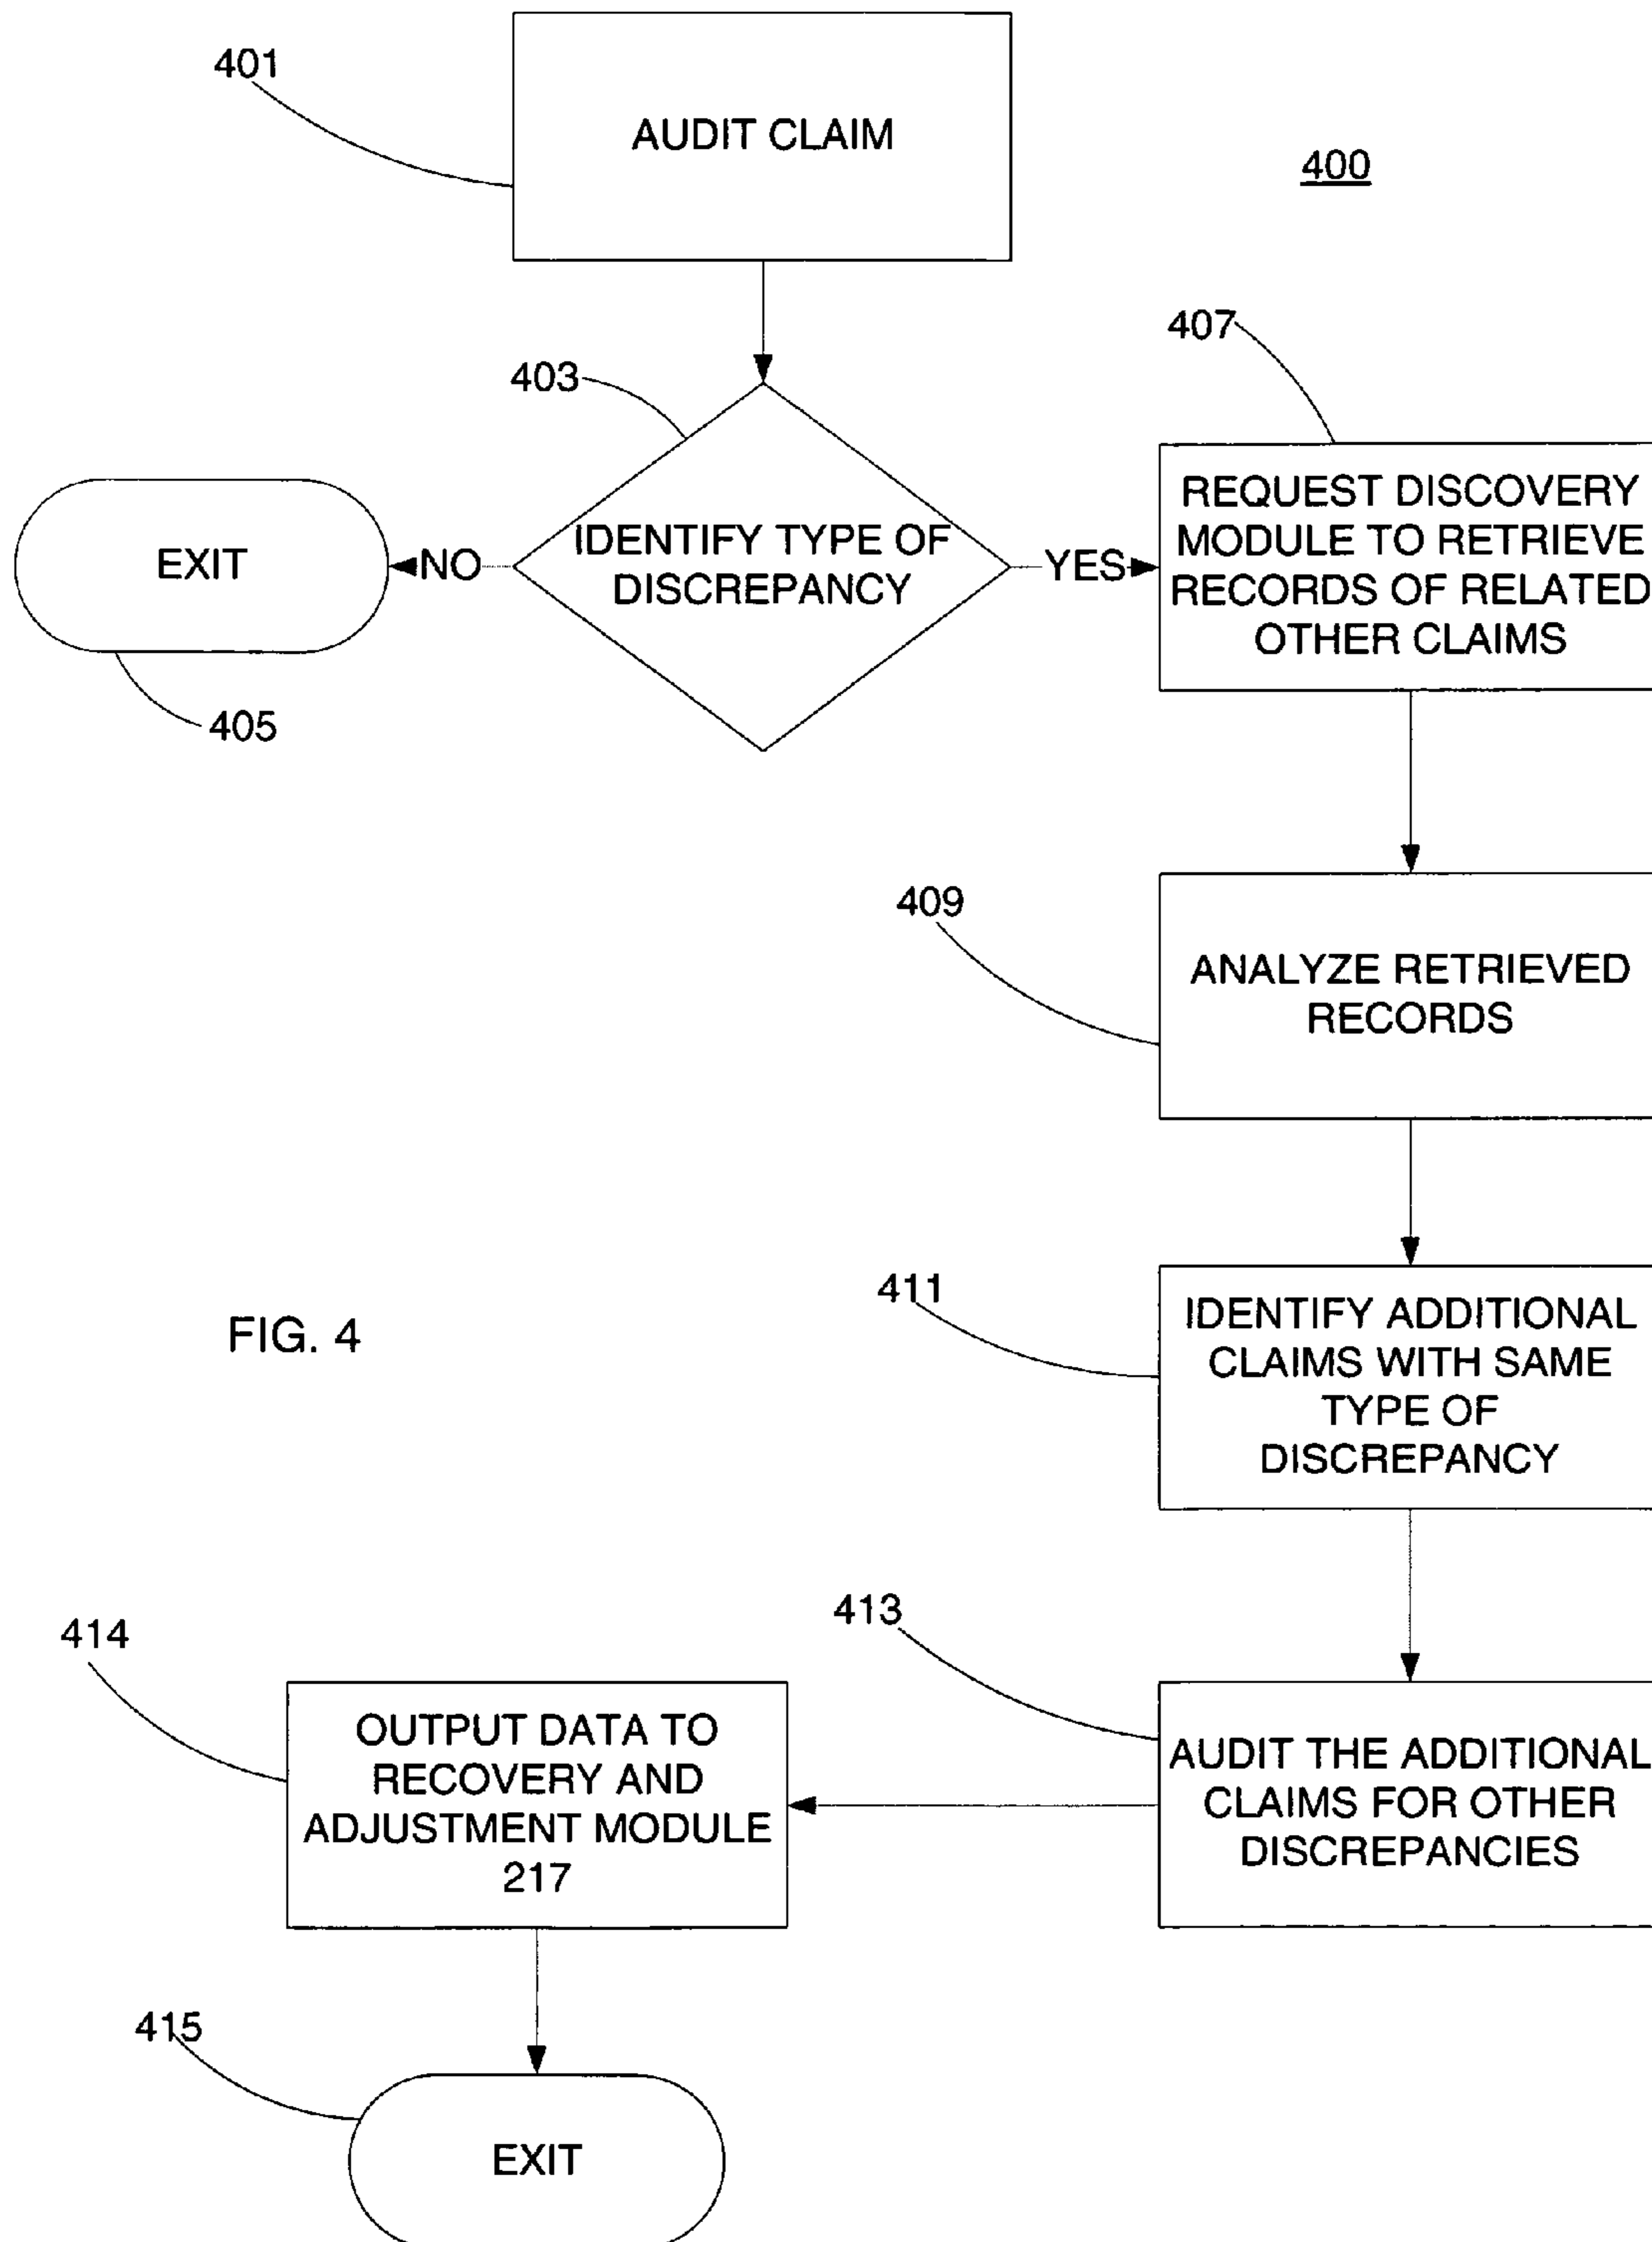 401
AUDIT CLAIM
400
407
403
REQUEST DISCOVERY
MODULE TO RETRIEVE
RECORDS OF RELATED
OTHER CLAIMS
EXIT
NO
IDENTIFY TYPE OF
DISCREPANCY
YES
405
409
ANALYZE RETRIEVED
RECORDS
411
IDENTIFY ADDITIONAL
CLAIMS WITH SAME
TYPE OF
DISCREPANCY
FIG. 4
413
414
OUTPUT DATA TO
RECOVERY AND
ADJUSTMENT MODULE
217
AUDIT THE ADDITIONAL
CLAIMS FOR OTHER
DISCREPANCIES
415
EXIT